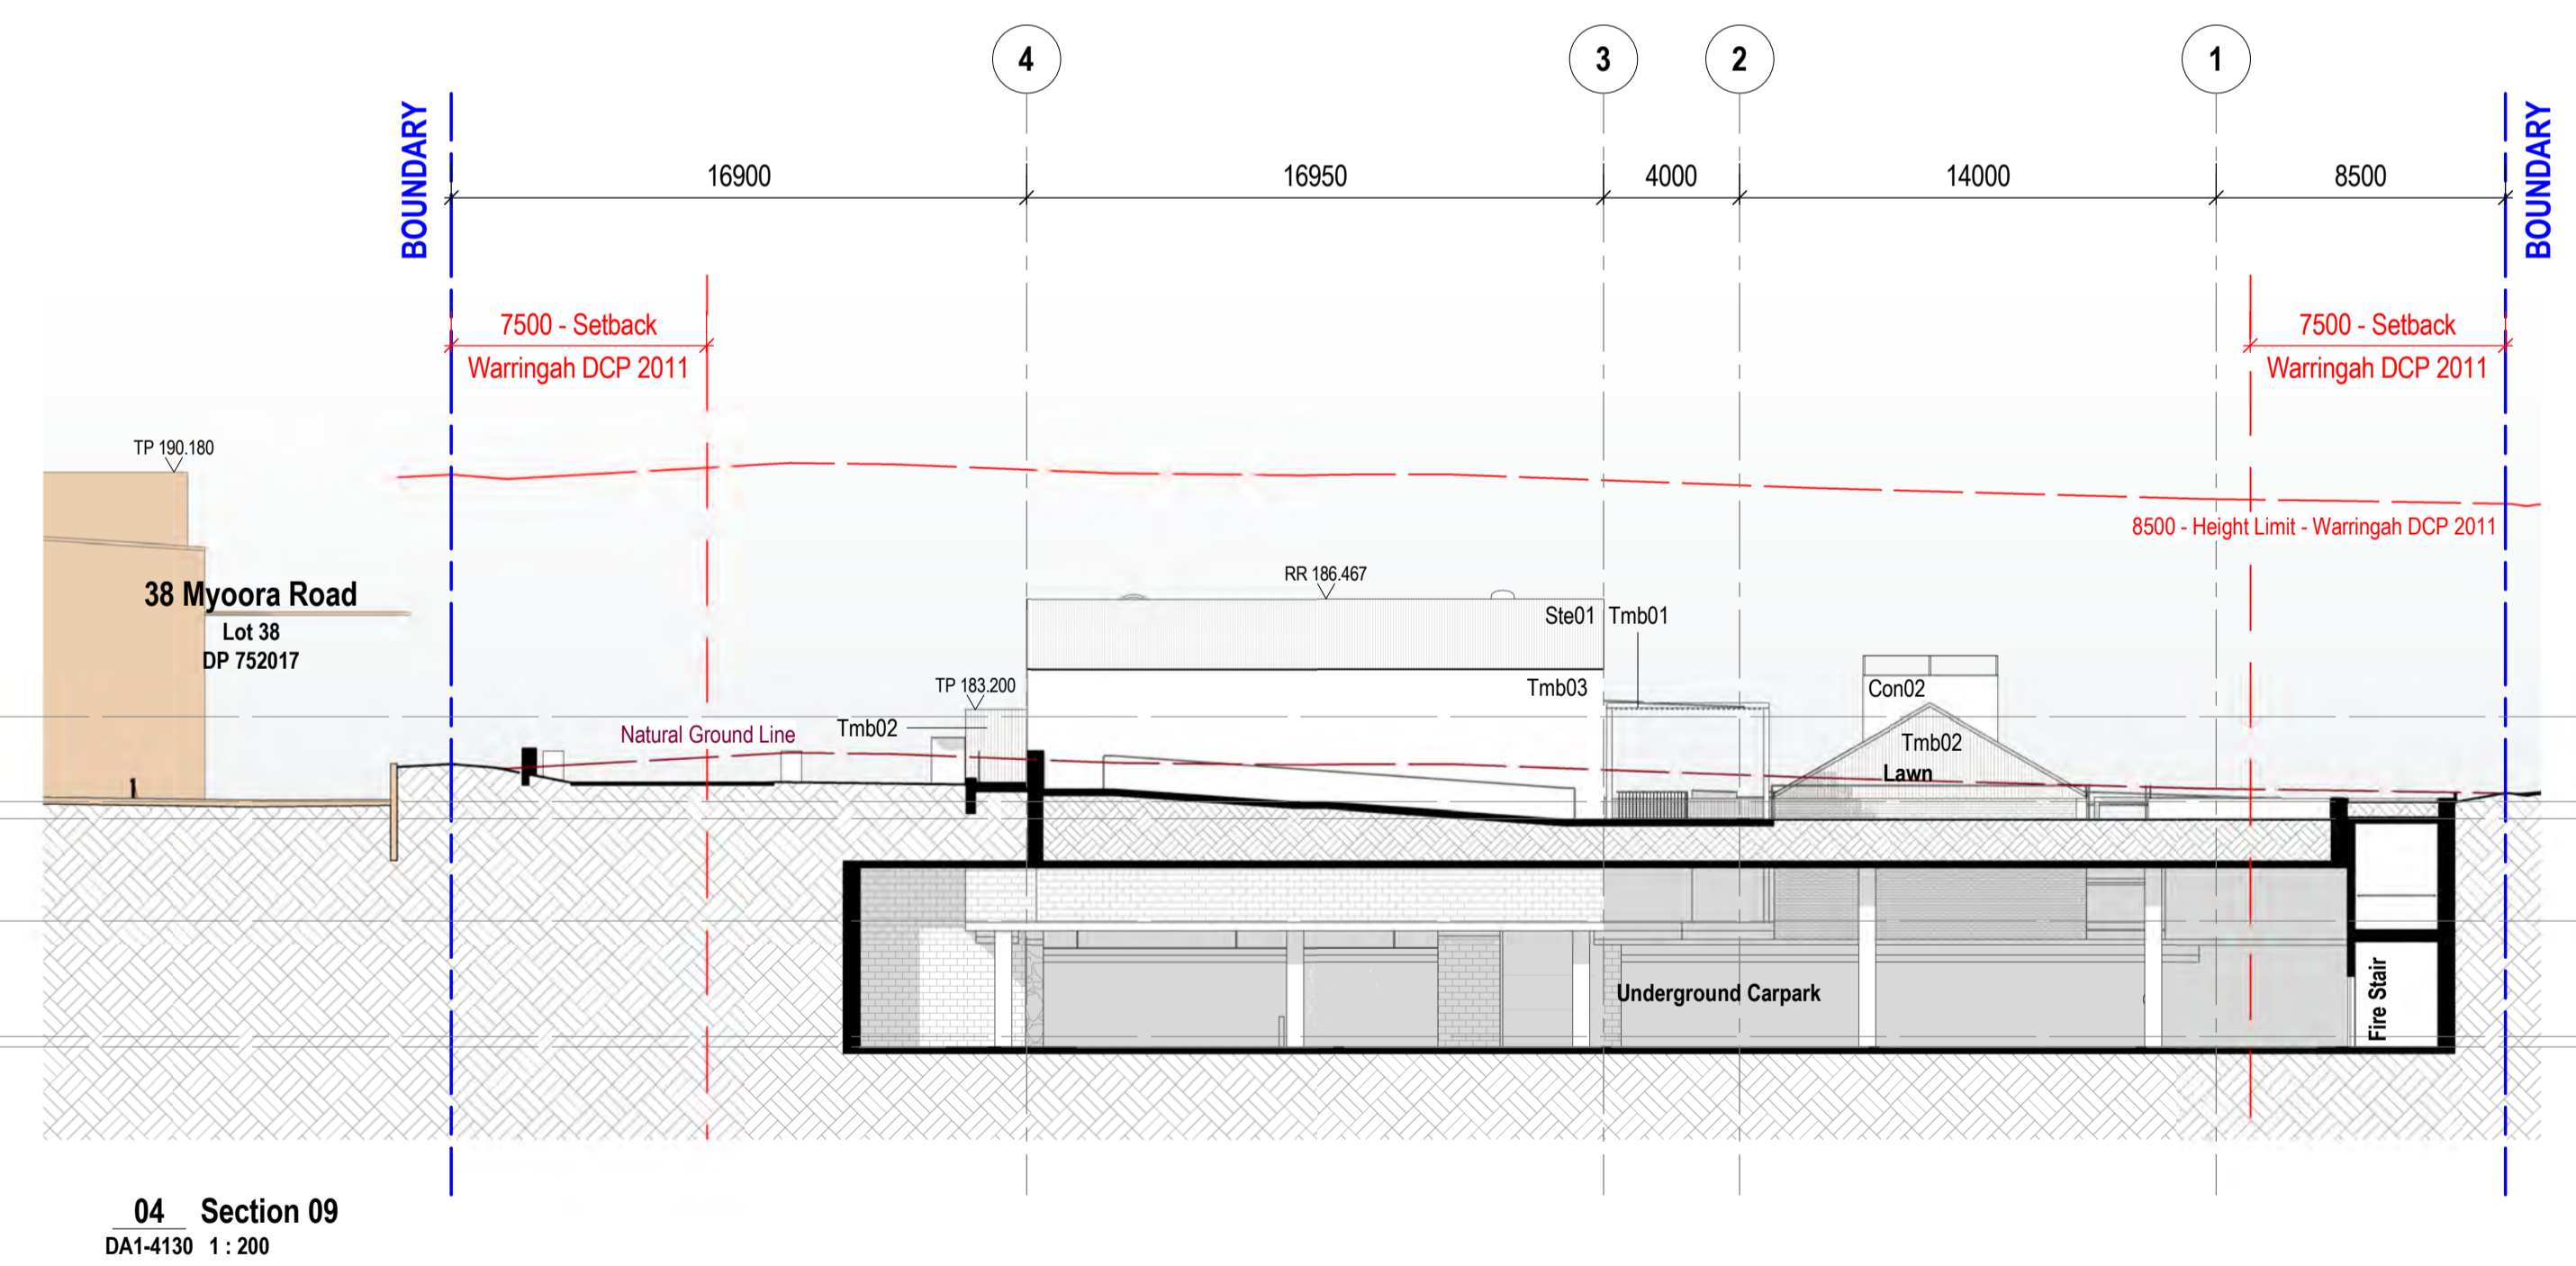 4
3
2
1
BOUNDARY
BOUNDARY
16900
16950
4000
14000
8500
7500 - Setback
Warringah DCP 2011
7500 - Setback
Warringah DCP 2011
TP 190.180
8500 - Height Limit - Warringah DCP 2011
RR 186.467
38 Myoora Road
Lot 38
DP 752017
Ste01
Tmb01
TP 183.200
Tmb03
Con02
Natural Ground Line
Tmb02
Tmb02
Lawn
Underground Carpark
Fire Stair
04 Section 09
DA1-4130 1 : 200